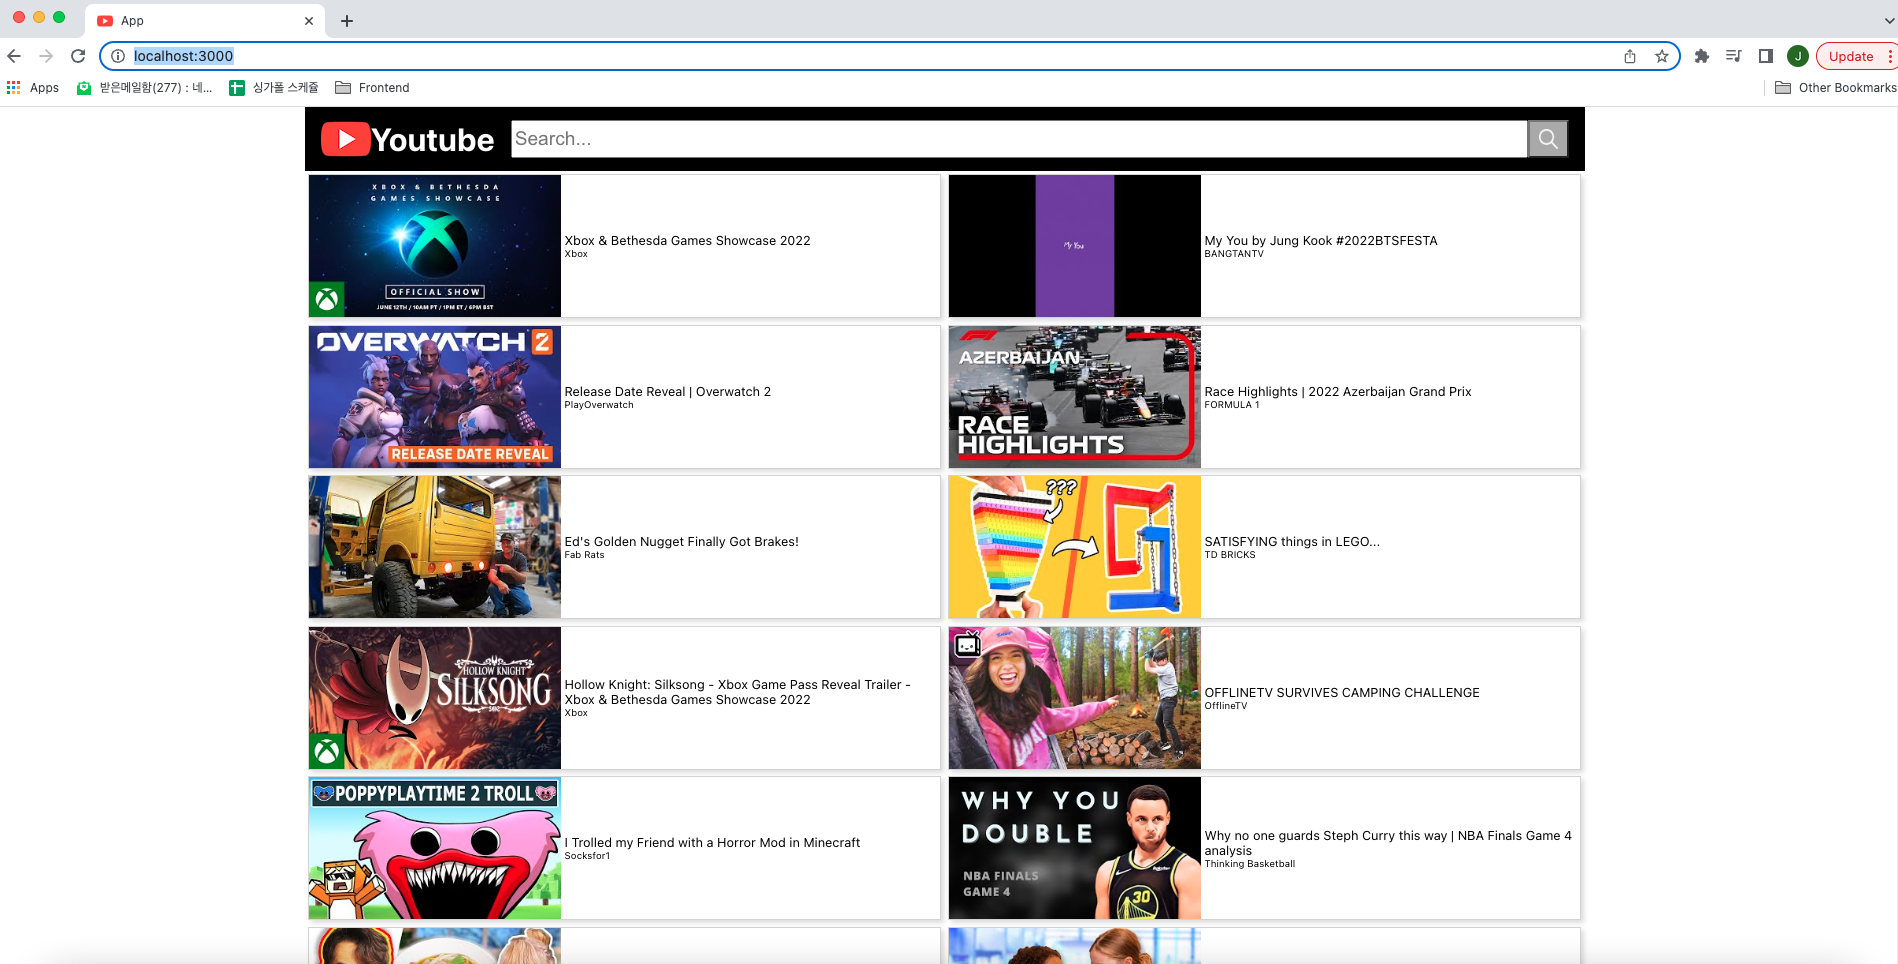 App
localhost:3000
J
Update
Apps
받은메일함(277) : 네...
싱가폴 스케쥴
Frontend
Other Bookmarks
Youtube
Search...
XBOX & BETHESDA
GAMES SHOWCASE
OFFICIAL SHOW
JUNE 12TH / 10AM PT / 1PM ET / 6PM BST
Xbox & Bethesda Games Showcase 2022
Xbox
My You
My You by Jung Kook #2022BTSFESTA
BANGTANTV
OVERWATCH 2
RELEASE DATE REVEAL
Release Date Reveal | Overwatch 2
PlayOverwatch
F1
AZERBAIJAN
RACE
HIGHLIGHTS
Race Highlights | 2022 Azerbaijan Grand Prix
FORMULA 1
Ed's Golden Nugget Finally Got Brakes!
Fab Rats
???
SATISFYING things in LEGO...
TD BRICKS
HOLLOW KNIGHT
SILKSONG
Hollow Knight: Silksong - Xbox Game Pass Reveal Trailer -
Xbox & Bethesda Games Showcase 2022
Xbox
OFFLINETV SURVIVES CAMPING CHALLENGE
OfflineTV
POPPYPLAYTIME 2 TROLL
I Trolled my Friend with a Horror Mod in Minecraft
Socksfor1
WHY YOU
DOUBLE
NBA FINALS
GAME 4
30
Why no one guards Steph Curry this way | NBA Finals Game 4
analysis
Thinking Basketball